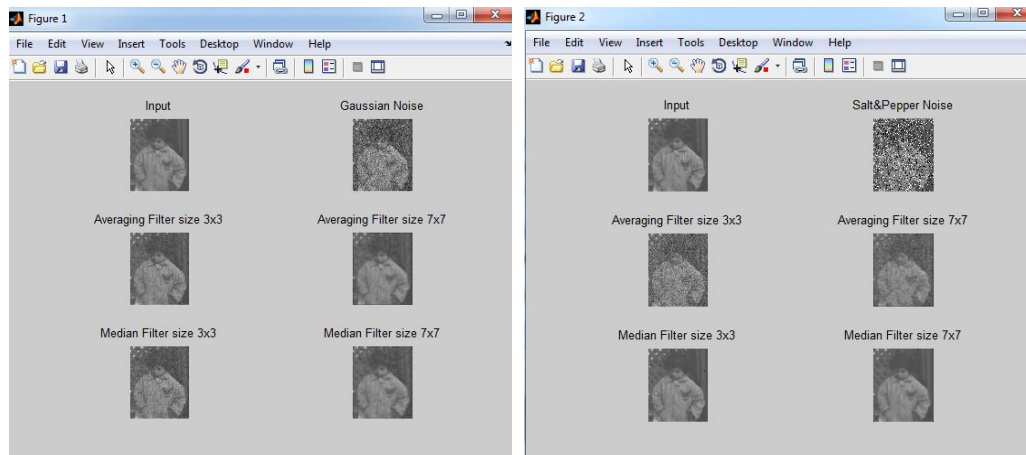 Figure 1
File Edit View Insert Tools Desktop Window Help
Input
Gaussian Noise
Averaging Filter size 3x3
Averaging Filter size 7x7
Median Filter size 3x3
Median Filter size 7x7
Figure 2
File Edit View Insert Tools Desktop Window Help
Input
Salt&Pepper Noise
Averaging Filter size 3x3
Averaging Filter size 7x7
Median Filter size 3x3
Median Filter size 7x7